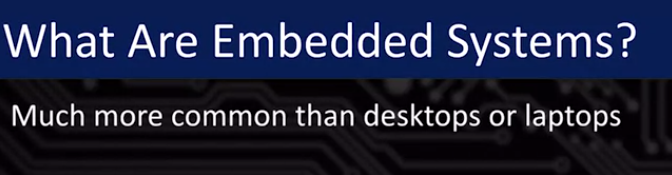 What Are Embedded Systems?
Much more common than desktops or laptops